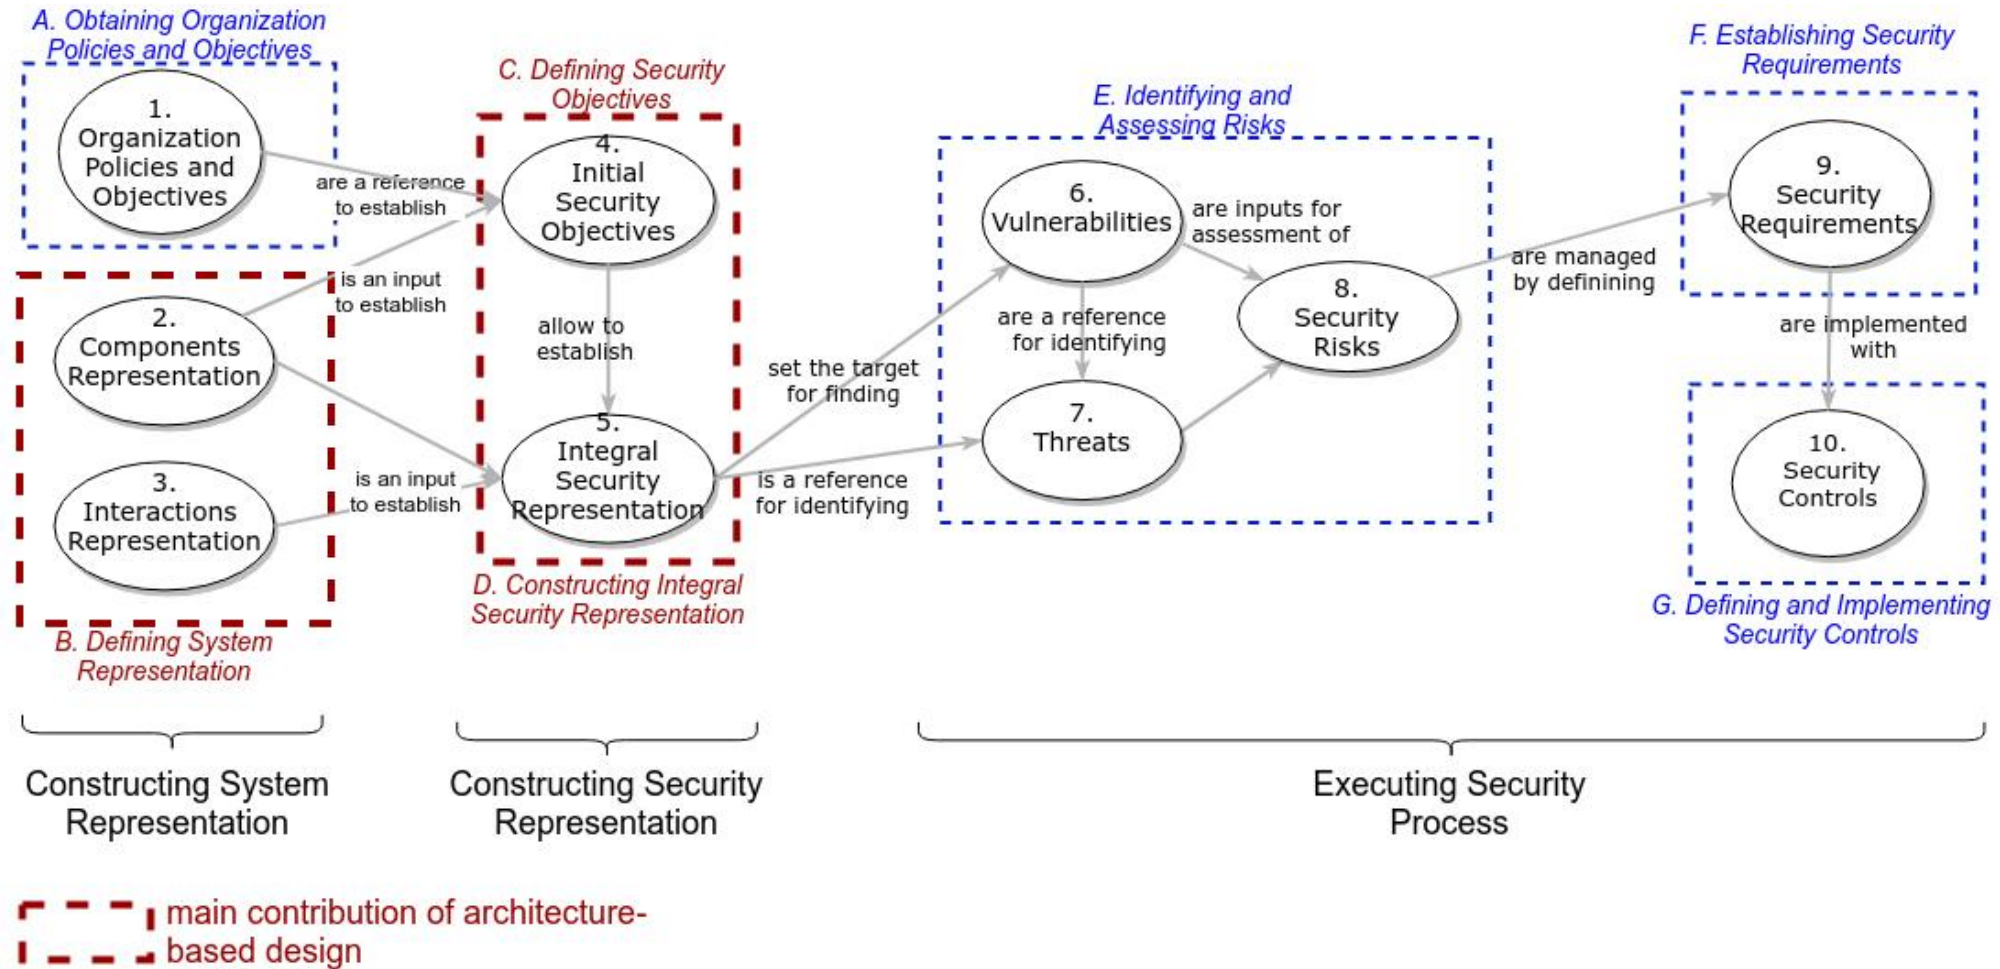 A. Obtaining Organization
Policies and Objectives
1.
Organization
Policies and
Objectives
are a reference
to establish
is an input
to establish
2.
Components
Representation
3.
Interactions
Representation
is an input
to establish
B. Defining System
Representation
C. Defining Security
Objectives
4.
Initial
Security
Objectives
allow to
establish
5.
Integral
Security
Representation
D. Constructing Integral
Security Representation
set the target
for finding
is a reference
for identifying
E. Identifying and
Assessing Risks
6.
Vulnerabilities
are inputs for
assessment of
are a reference
for identifying
7.
Threats
8.
Security
Risks
are managed
by definining
F. Establishing Security
Requirements
9.
Security
Requirements
are implemented
with
10.
Security
Controls
G. Defining and Implementing
Security Controls
Constructing System
Representation
Constructing Security
Representation
Executing Security
Process
main contribution of architecture-
based design